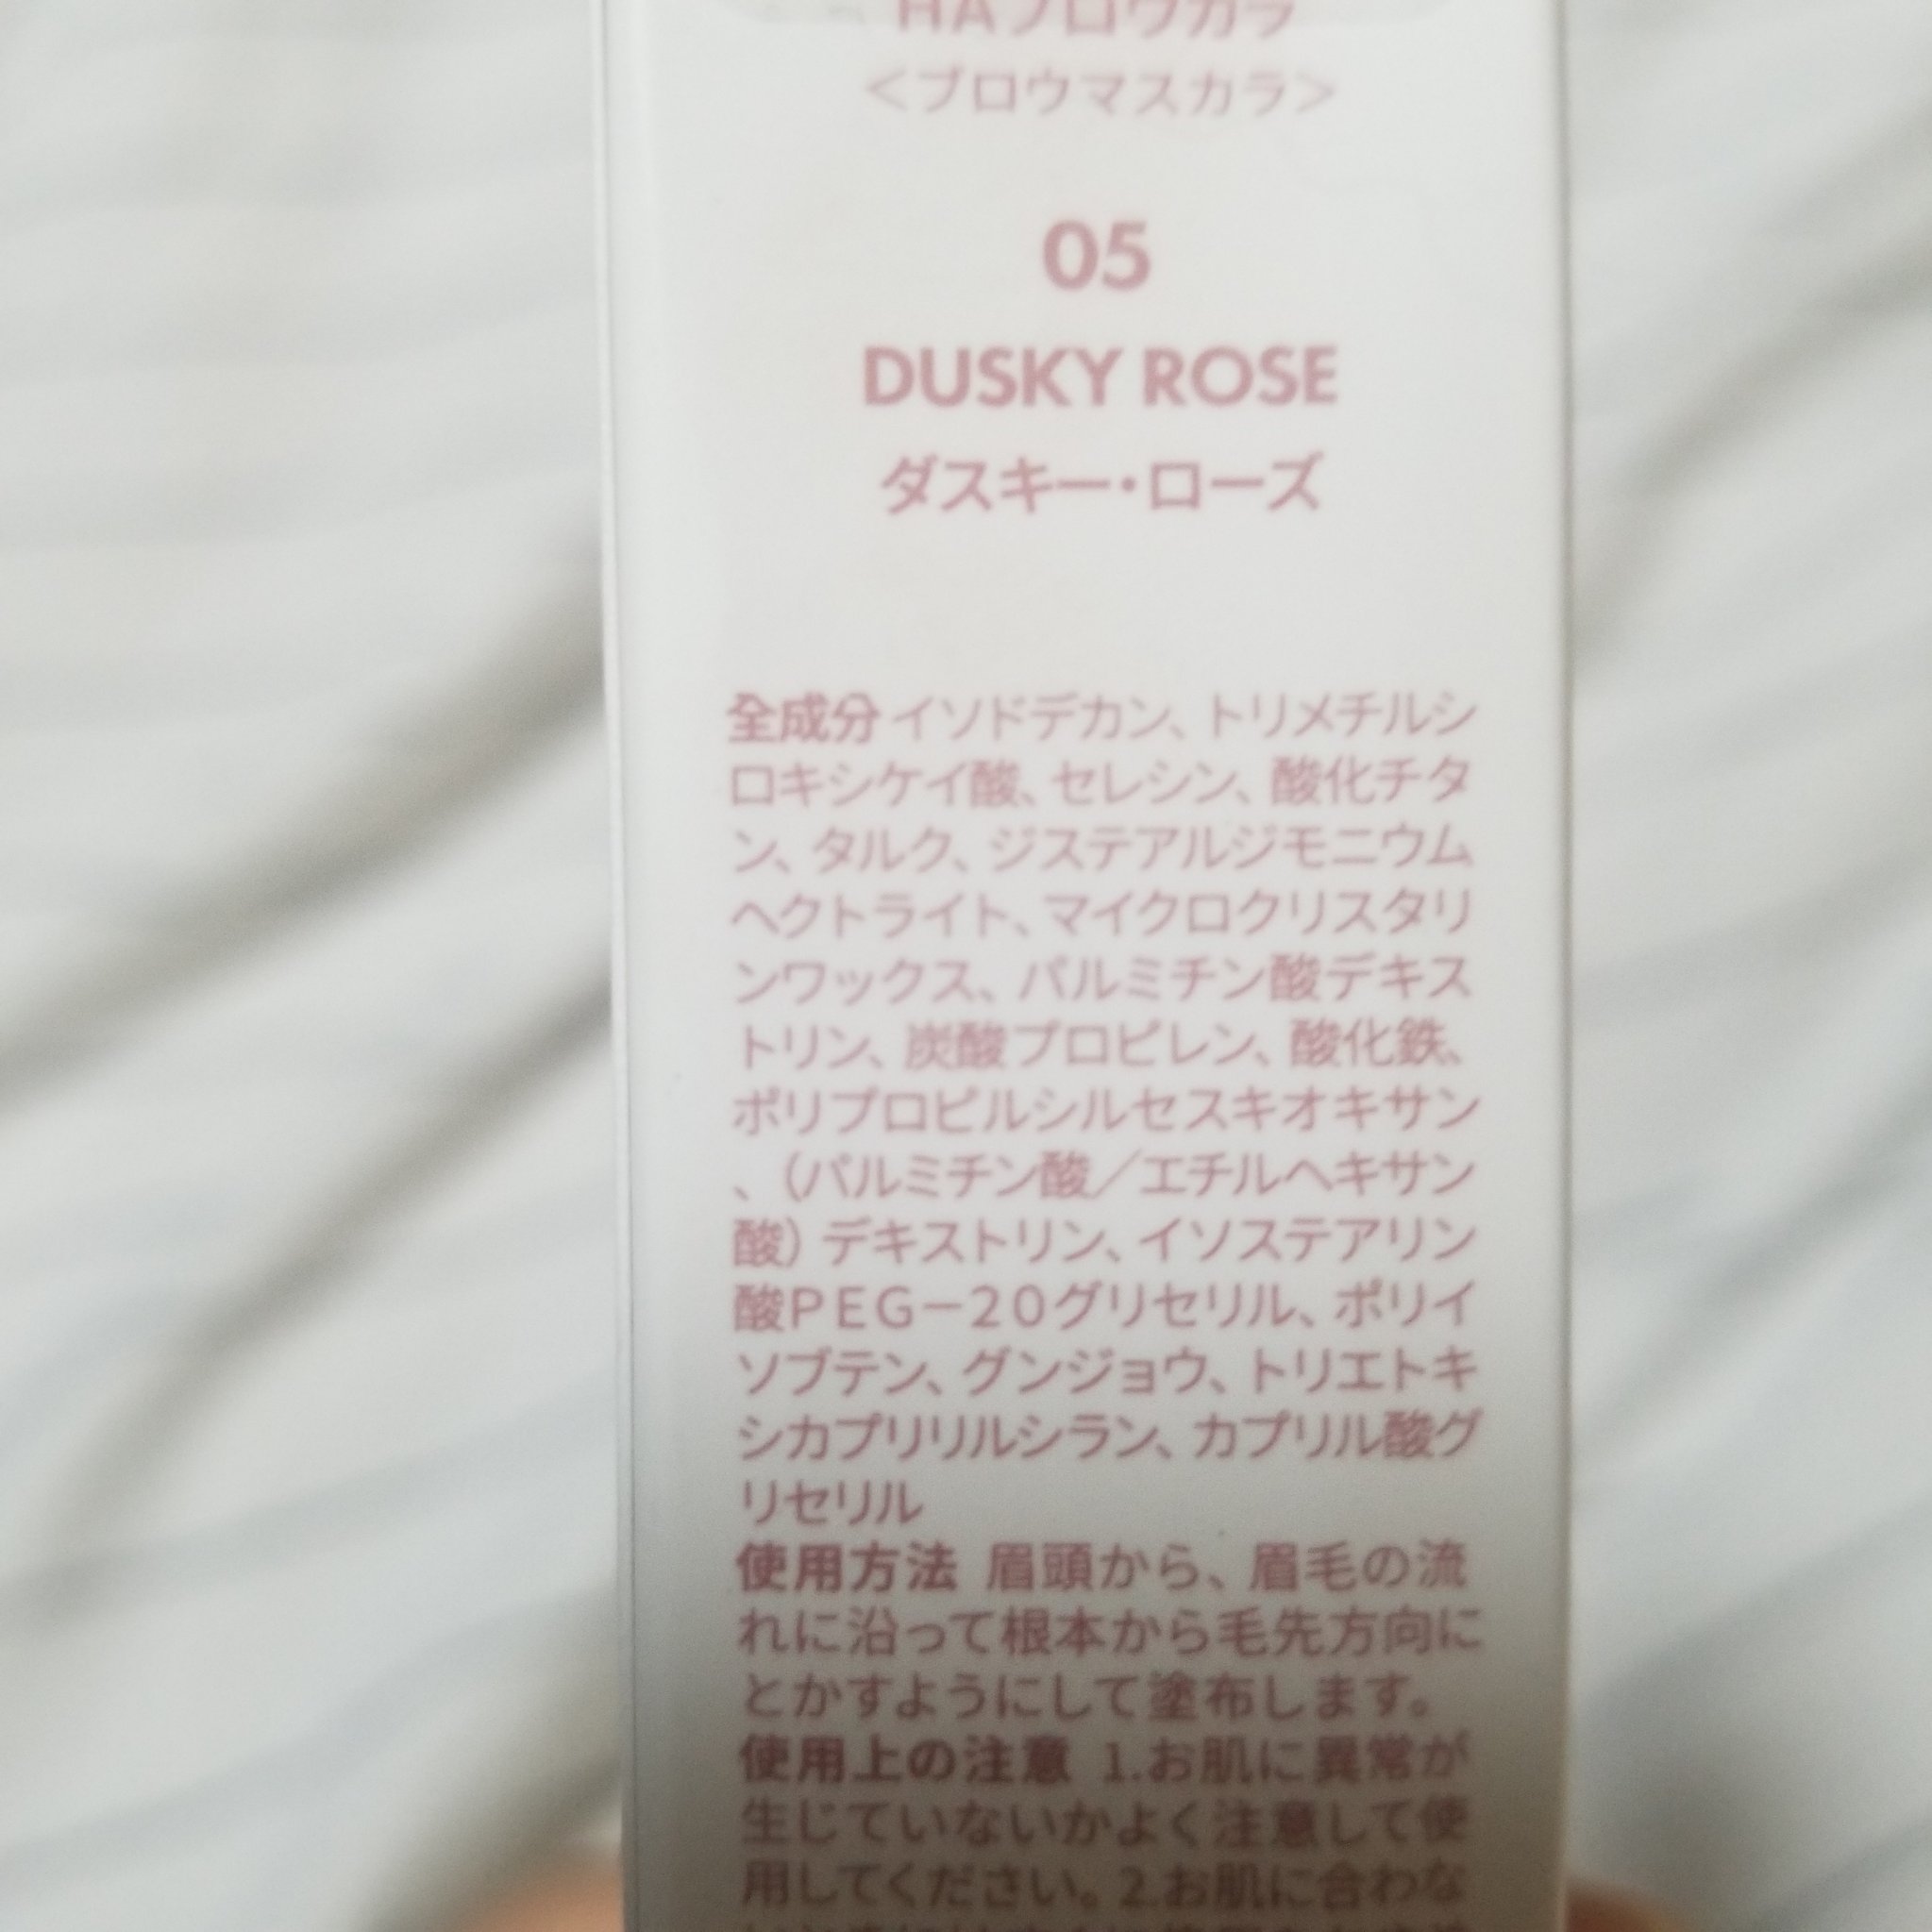 HAブロウカラ
＜ブロウマスカラ＞
05
DUSKY ROSE
ダスキー・ローズ
全成分 イソドデカン、トリメチルシ
ロキシケイ酸、セレシン、酸化チタ
ン、タルク、ジステアルジモニウム
ヘクトライト、マイクロクリスタリ
ンワックス、パルミチン酸デキス
トリン、炭酸プロピレン、酸化鉄、
ポリプロピルシルセスキオキサン
、（パルミチン酸／エチルヘキサン
酸）デキストリン、イソステアリン
酸ＰＥＧ－２０グリセリル、ポリイ
ソブテン、グンジョウ、トリエトキ
シカプリリルシラン、カプリル酸グ
リセリル
使用方法 眉頭から、眉毛の流
れに沿って根本から毛先方向に
とかすようにして塗布します。
使用上の注意 1.お肌に異常が
生じていないかよく注意して使
用してください。2.お肌に合わな